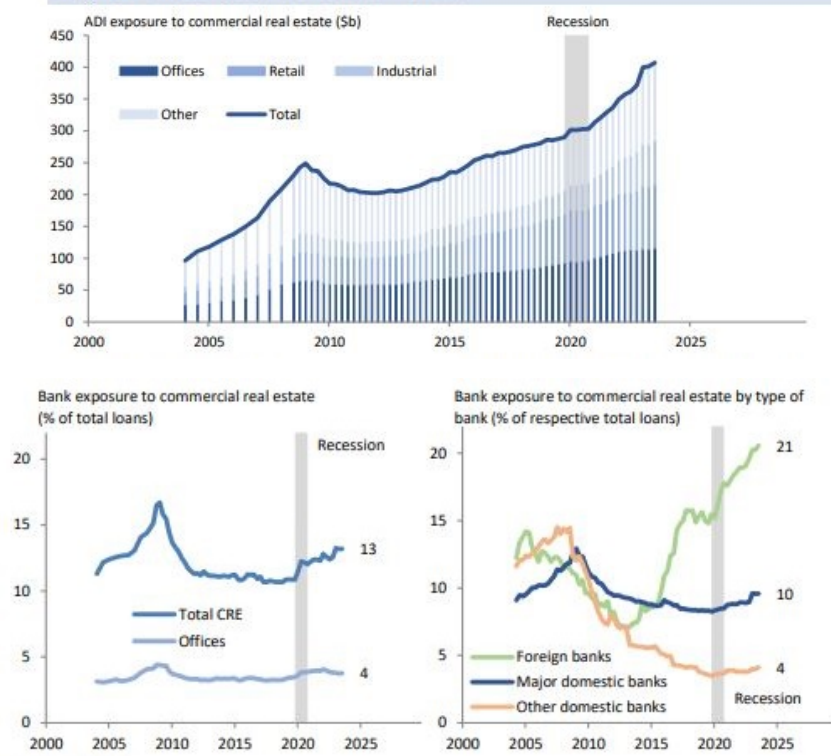 ADI exposure to commercial real estate ($b)
Recession
450
400
350
300
250
200
150
100
50
0
Offices
Retail
Industrial
Other
Total
2000
2005
2010
2015
2020
2025
Bank exposure to commercial real estate
(% of total loans)
Recession
20
15
10
5
0
13
Total CRE
Offices
4
2000
2005
2010
2015
2020
2025
Bank exposure to commercial real estate by type of
bank (% of respective total loans)
20
15
10
5
0
21
10
4
Foreign banks
Major domestic banks
Other domestic banks
Recession
2000
2005
2010
2015
2020
2025